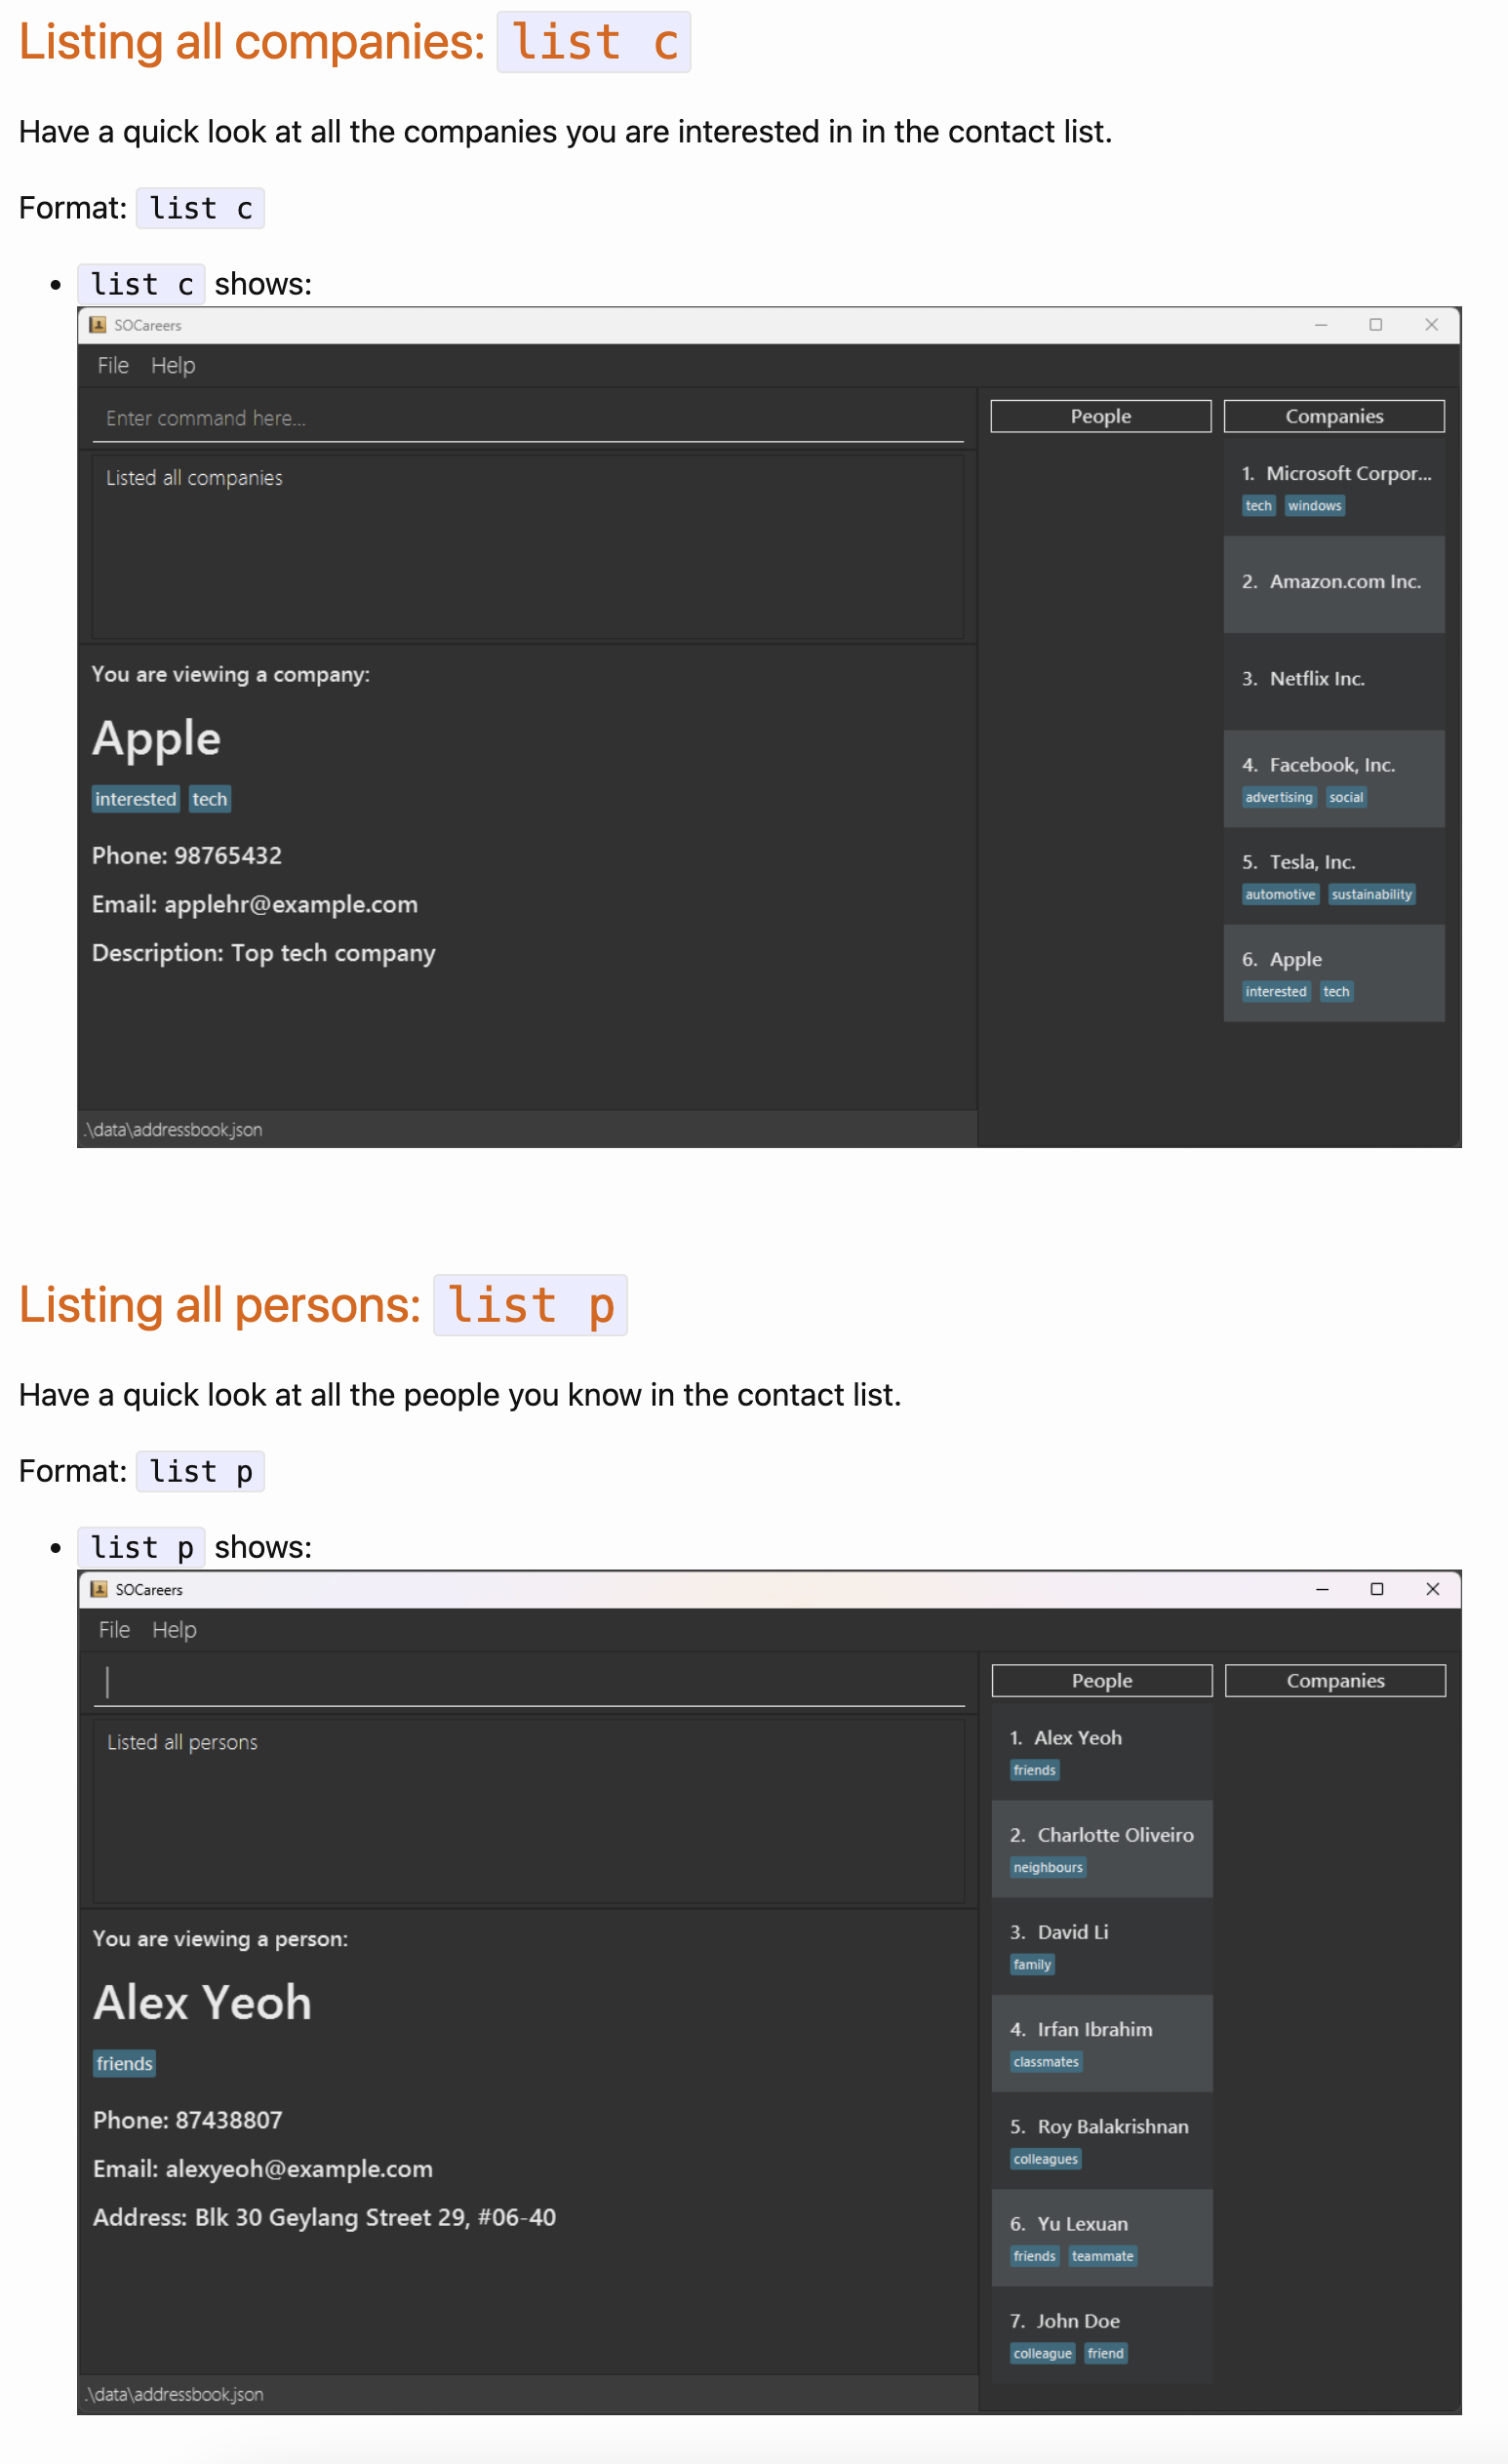 Listing all companies: list c
Have a quick look at all the companies you are interested in in the contact list.
Format: list c
• list c shows:
SOCareers
File Help
Enter command here...
Listed all companies
You are viewing a company:
Apple
interested tech
Phone: 98765432
Email: applehr@example.com
Description: Top tech company
.\data\addressbook.json
People
Companies
1. Microsoft Corpor...
tech windows
2. Amazon.com Inc.
3. Netflix Inc.
4. Facebook, Inc.
advertising social
5. Tesla, Inc.
automotive sustainability
6. Apple
interested tech
Listing all persons: list p
Have a quick look at all the people you know in the contact list.
Format: list p
• list p shows:
SOCareers
File Help
Listed all persons
You are viewing a person:
Alex Yeoh
friends
Phone: 87438807
Email: alexyeoh@example.com
Address: Blk 30 Geylang Street 29, #06-40
.\data\addressbook.json
People
1. Alex Yeoh
friends
2. Charlotte Oliveiro
neighbours
3. David Li
family
4. Irfan Ibrahim
classmates
5. Roy Balakrishnan
colleagues
6. Yu Lexuan
friends teammate
7. John Doe
colleague friend
Companies